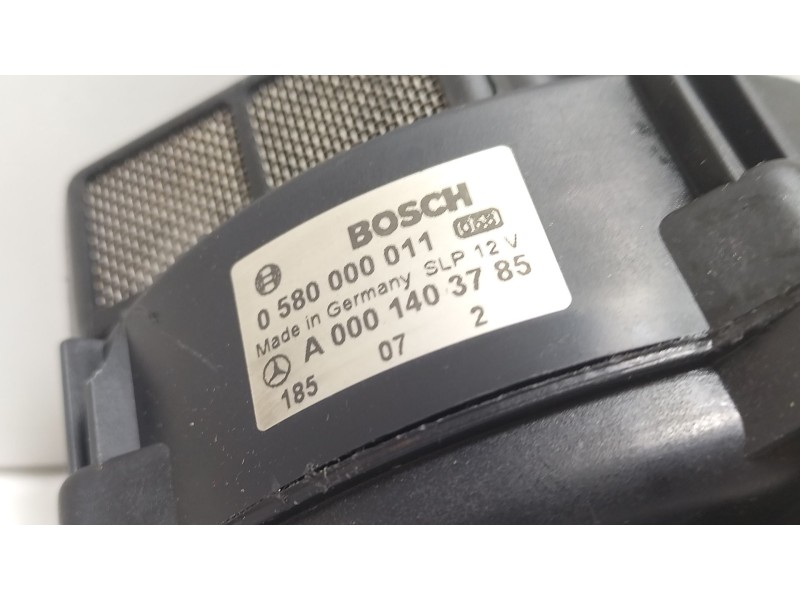 BOSCH
0 580 000 011
Made in Germany SLP 12 V
A 000 140 37 85
185 07 2